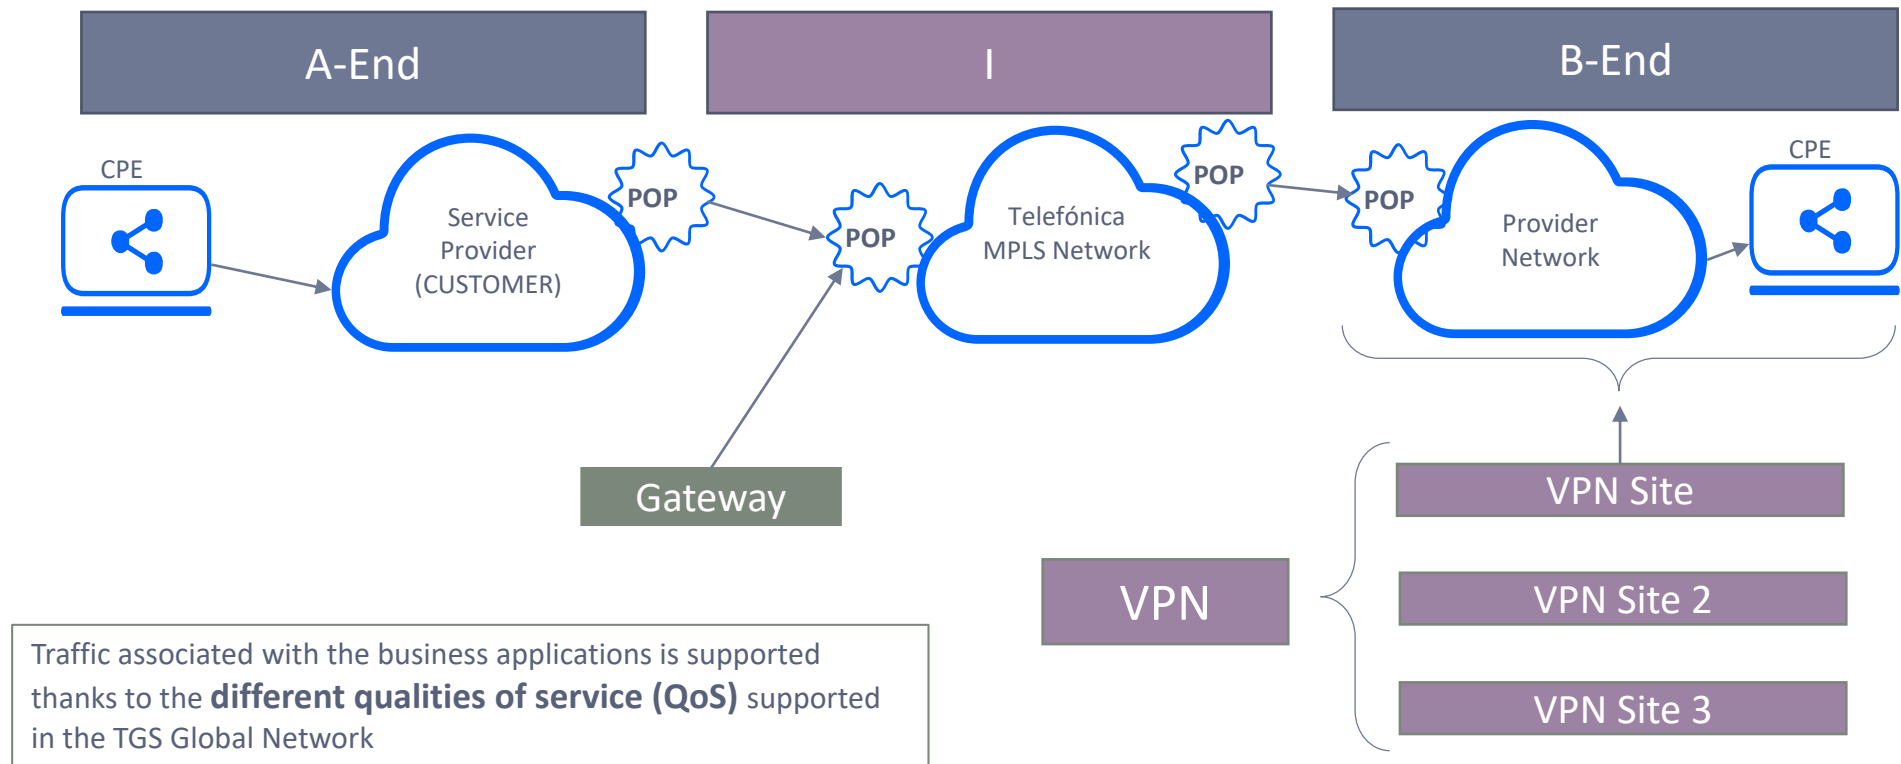 A-End
I
B-End
CPE
Service
Provider
(CUSTOMER)
POP
POP
Telefónica
MPLS Network
POP
POP
Provider
Network
CPE
Gateway
VPN
VPN Site
VPN Site 2
VPN Site 3
Traffic associated with the business applications is supported
thanks to the different qualities of service (QoS) supported
in the TGS Global Network